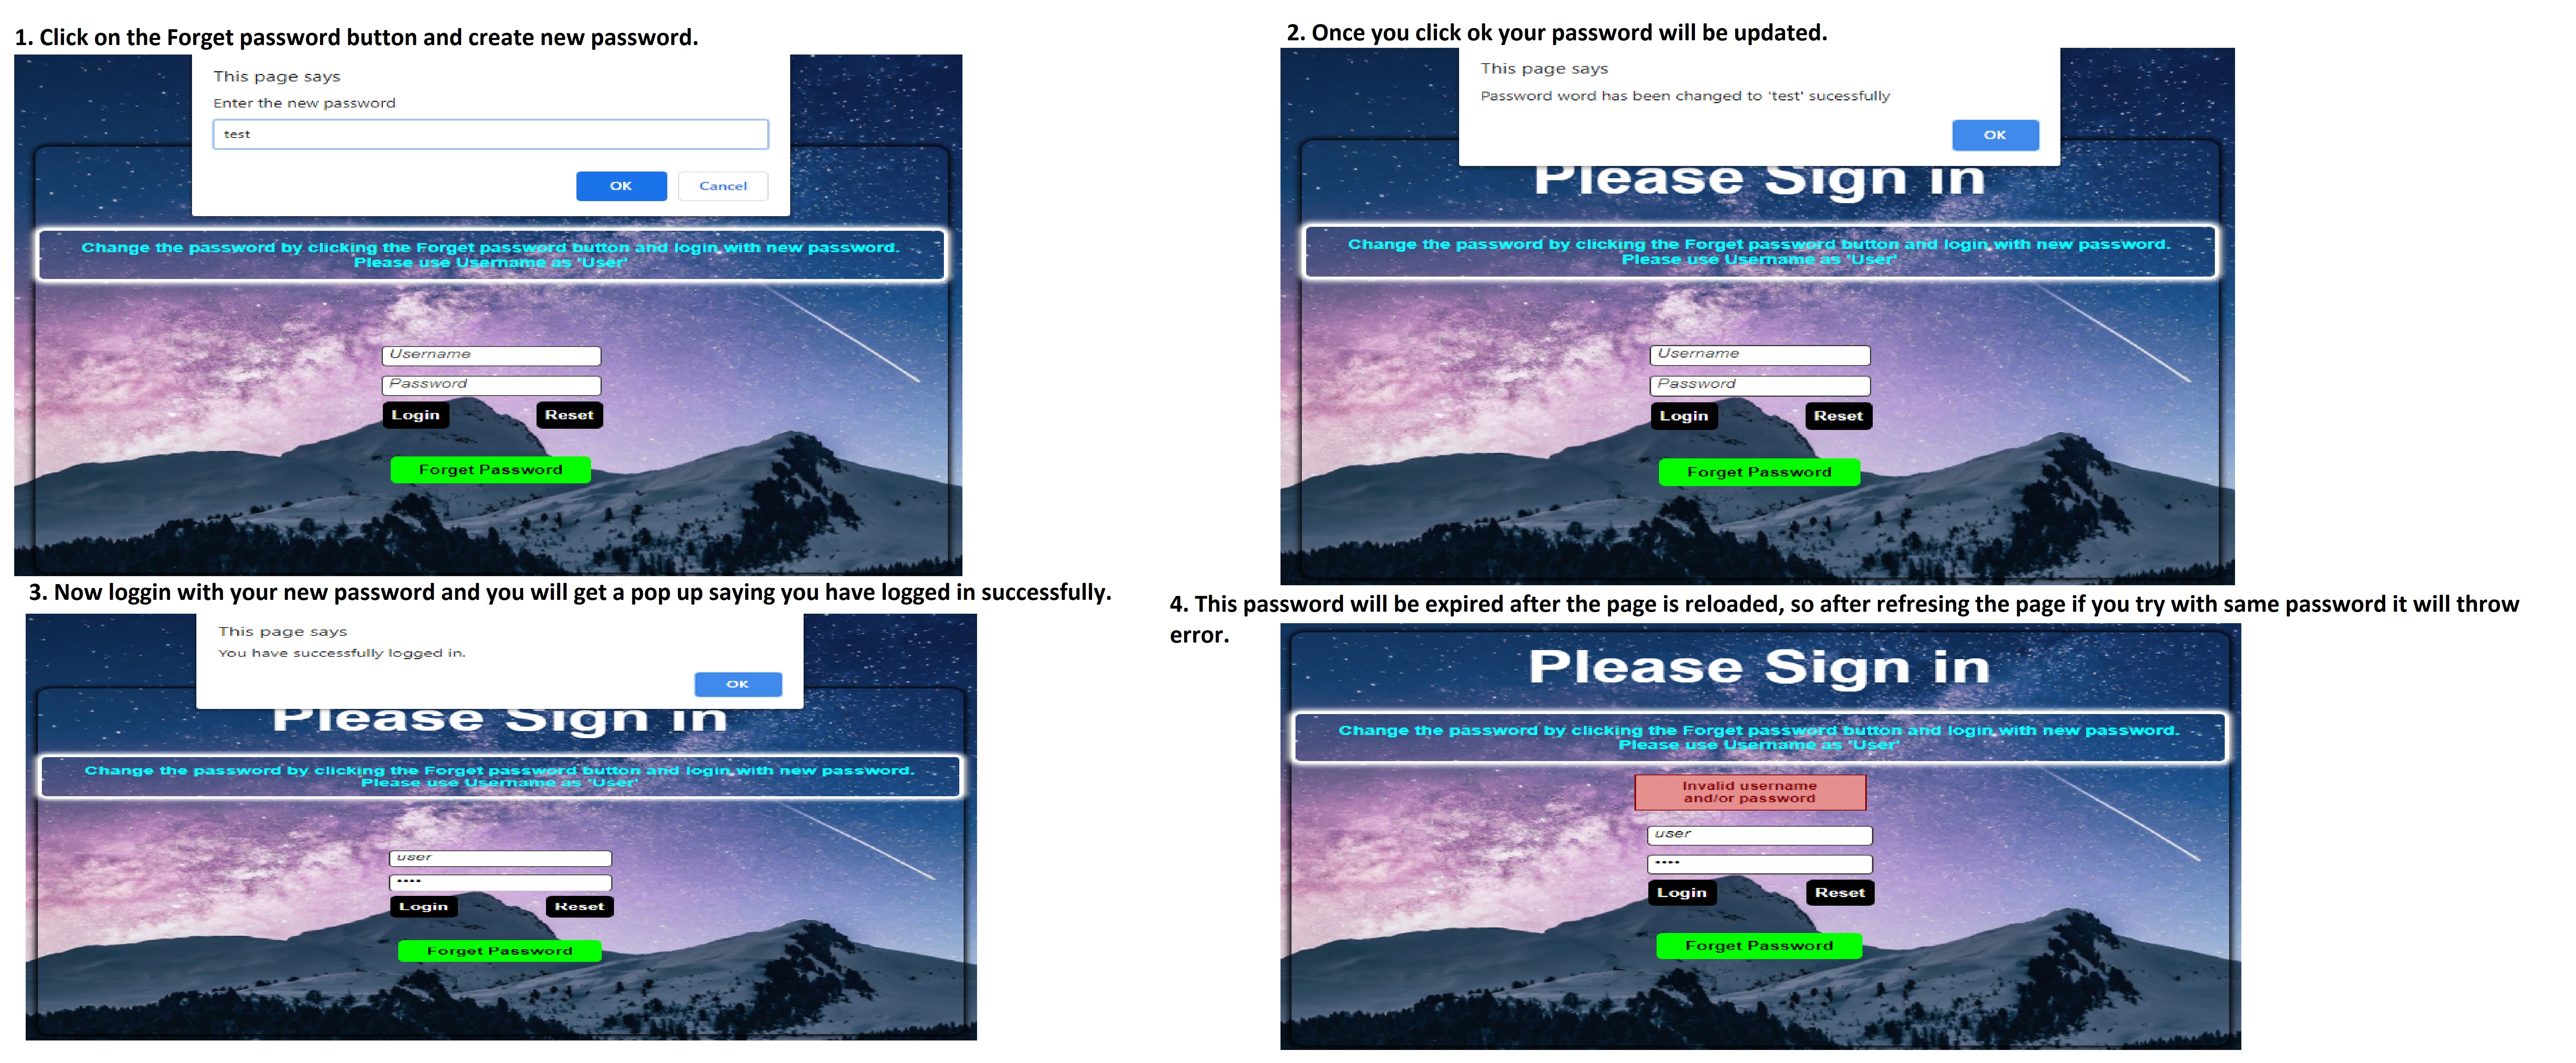 1. Click on the Forget password button and create new password.
This page says
Enter the new password
test
OK Cancel
Change the password by clicking the Forget password button and login with new password.
Please use Username as 'User'
Username
Password
Login Reset
Forget Password
2. Once you click ok your password will be updated.
This page says
Password word has been changed to 'test' sucessfully
OK
Please Sign in
Change the password by clicking the Forget password button and login with new password.
Please use Username as 'User'
Username
Password
Login Reset
Forget Password
3. Now loggin with your new password and you will get a pop up saying you have logged in successfully.
This page says
You have successfully logged in.
OK
Please Sign in
Change the password by clicking the Forget password button and login with new password.
Please use Username as 'User'
user
••••
Login Reset
Forget Password
4. This password will be expired after the page is reloaded, so after refresing the page if you try with same password it will throw
error.
Please Sign in
Change the password by clicking the Forget password button and login with new password.
Please use Username as 'User'
Invalid username
and/or password
user
••••
Login Reset
Forget Password